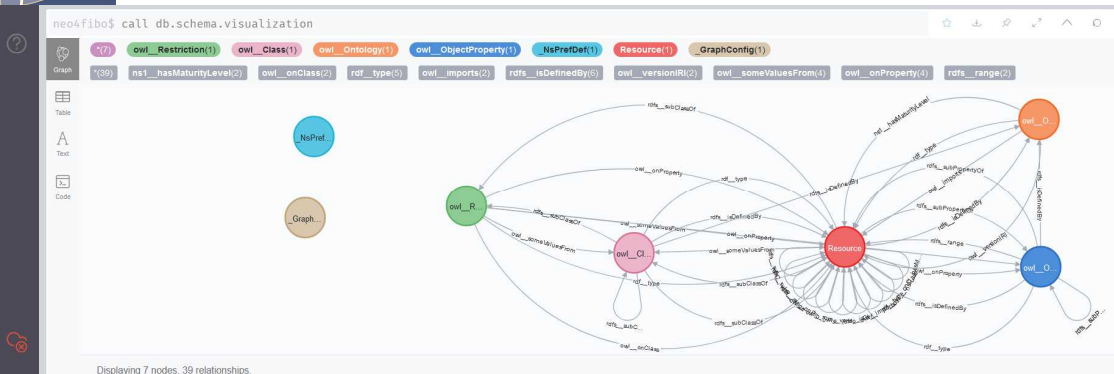 neo4fibo$ call db.schema.visualization
*(7) owl__Restriction(1) owl__Class(1) owl__Ontology(1) owl__ObjectProperty(1) _NsPrefDef(1) Resource(1) _GraphConfig(1)
*(39) ns1__hasMaturityLevel(2) owl__onClass(2) rdf__type(5) owl__imports(2) rdfs__isDefinedBy(6) owl__versionIRI(2) owl__someValuesFrom(4) owl__onProperty(4) rdfs__range(2)
Graph
Table
Text
Code
_NsPref...
_Graph...
owl__R...
owl__Cl...
Resource
owl__O...
owl__O...
rdfs__subClassOf
ns1__hasMaturityLevel
rdf__type
owl__onProperty
rdf__type
rdfs__isDefinedBy
owl__imports
rdfs__subPropertyOf
rdfs__isDefinedBy
rdfs__subClassOf
owl__someValuesFrom
rdfs__isDefinedBy
rdfs__isDefinedBy
owl__someValuesFrom
owl__onProperty
rdfs__range
owl__someValuesFrom
owl__versionIRI
owl__onProperty
rdf__type
rdfs__subClassOf
rdfs__isDefinedBy
rdfs__subC...
rdfs__subClassOf
rdfs__subP...
owl__onClass
rdf__type
Displaying 7 nodes, 39 relationships.